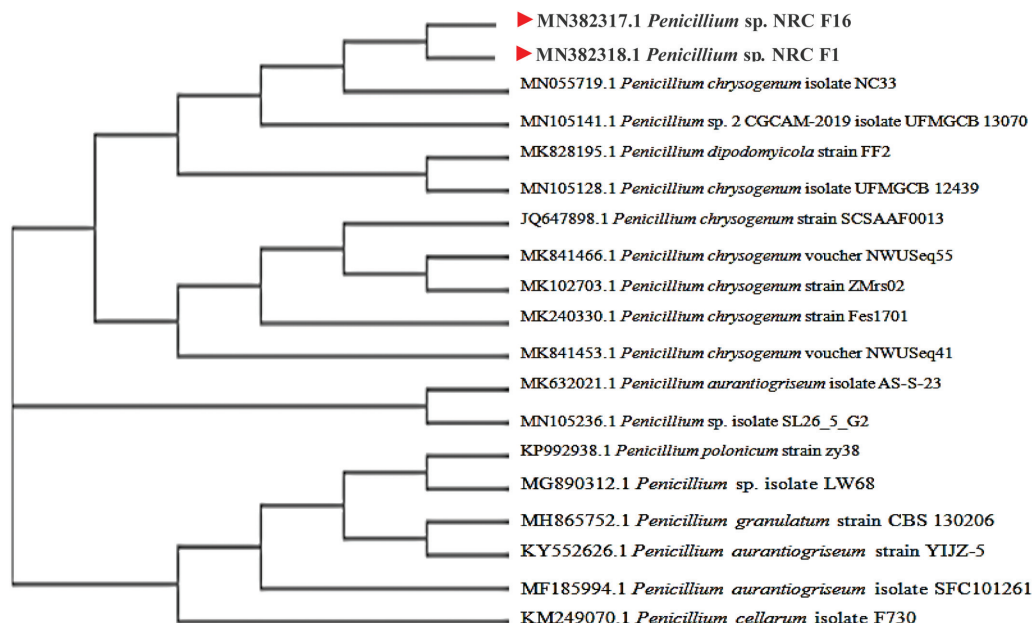 MN382317.1 Penicillium sp. NRC F16
MN382318.1 Penicillium sp. NRC F1
MN055719.1 Penicillium chrysogenum isolate NC33
MN105141.1 Penicillium sp. 2 CGCAM-2019 isolate UFMGCB 13070
MK828195.1 Penicillium dipodomyicola strain FF2
MN105128.1 Penicillium chrysogenum isolate UFMGCB 12439
JQ647898.1 Penicillium chrysogenum strain SCSAAF0013
MK841466.1 Penicillium chrysogenum voucher NWUSeq55
MK102703.1 Penicillium chrysogenum strain ZMrs02
MK240330.1 Penicillium chrysogenum strain Fes1701
MK841453.1 Penicillium chrysogenum voucher NWUSeq41
MK632021.1 Penicillium aurantiogriseum isolate AS-S-23
MN105236.1 Penicillium sp. isolate SL26_5_G2
KP992938.1 Penicillium polonicum strain zy38
MG890312.1 Penicillium sp. isolate LW68
MH865752.1 Penicillium granulatum strain CBS 130206
KY552626.1 Penicillium aurantiogriseum strain YIJZ-5
MF185994.1 Penicillium aurantiogriseum isolate SFC101261
KM249070.1 Penicillium cellarum isolate F730